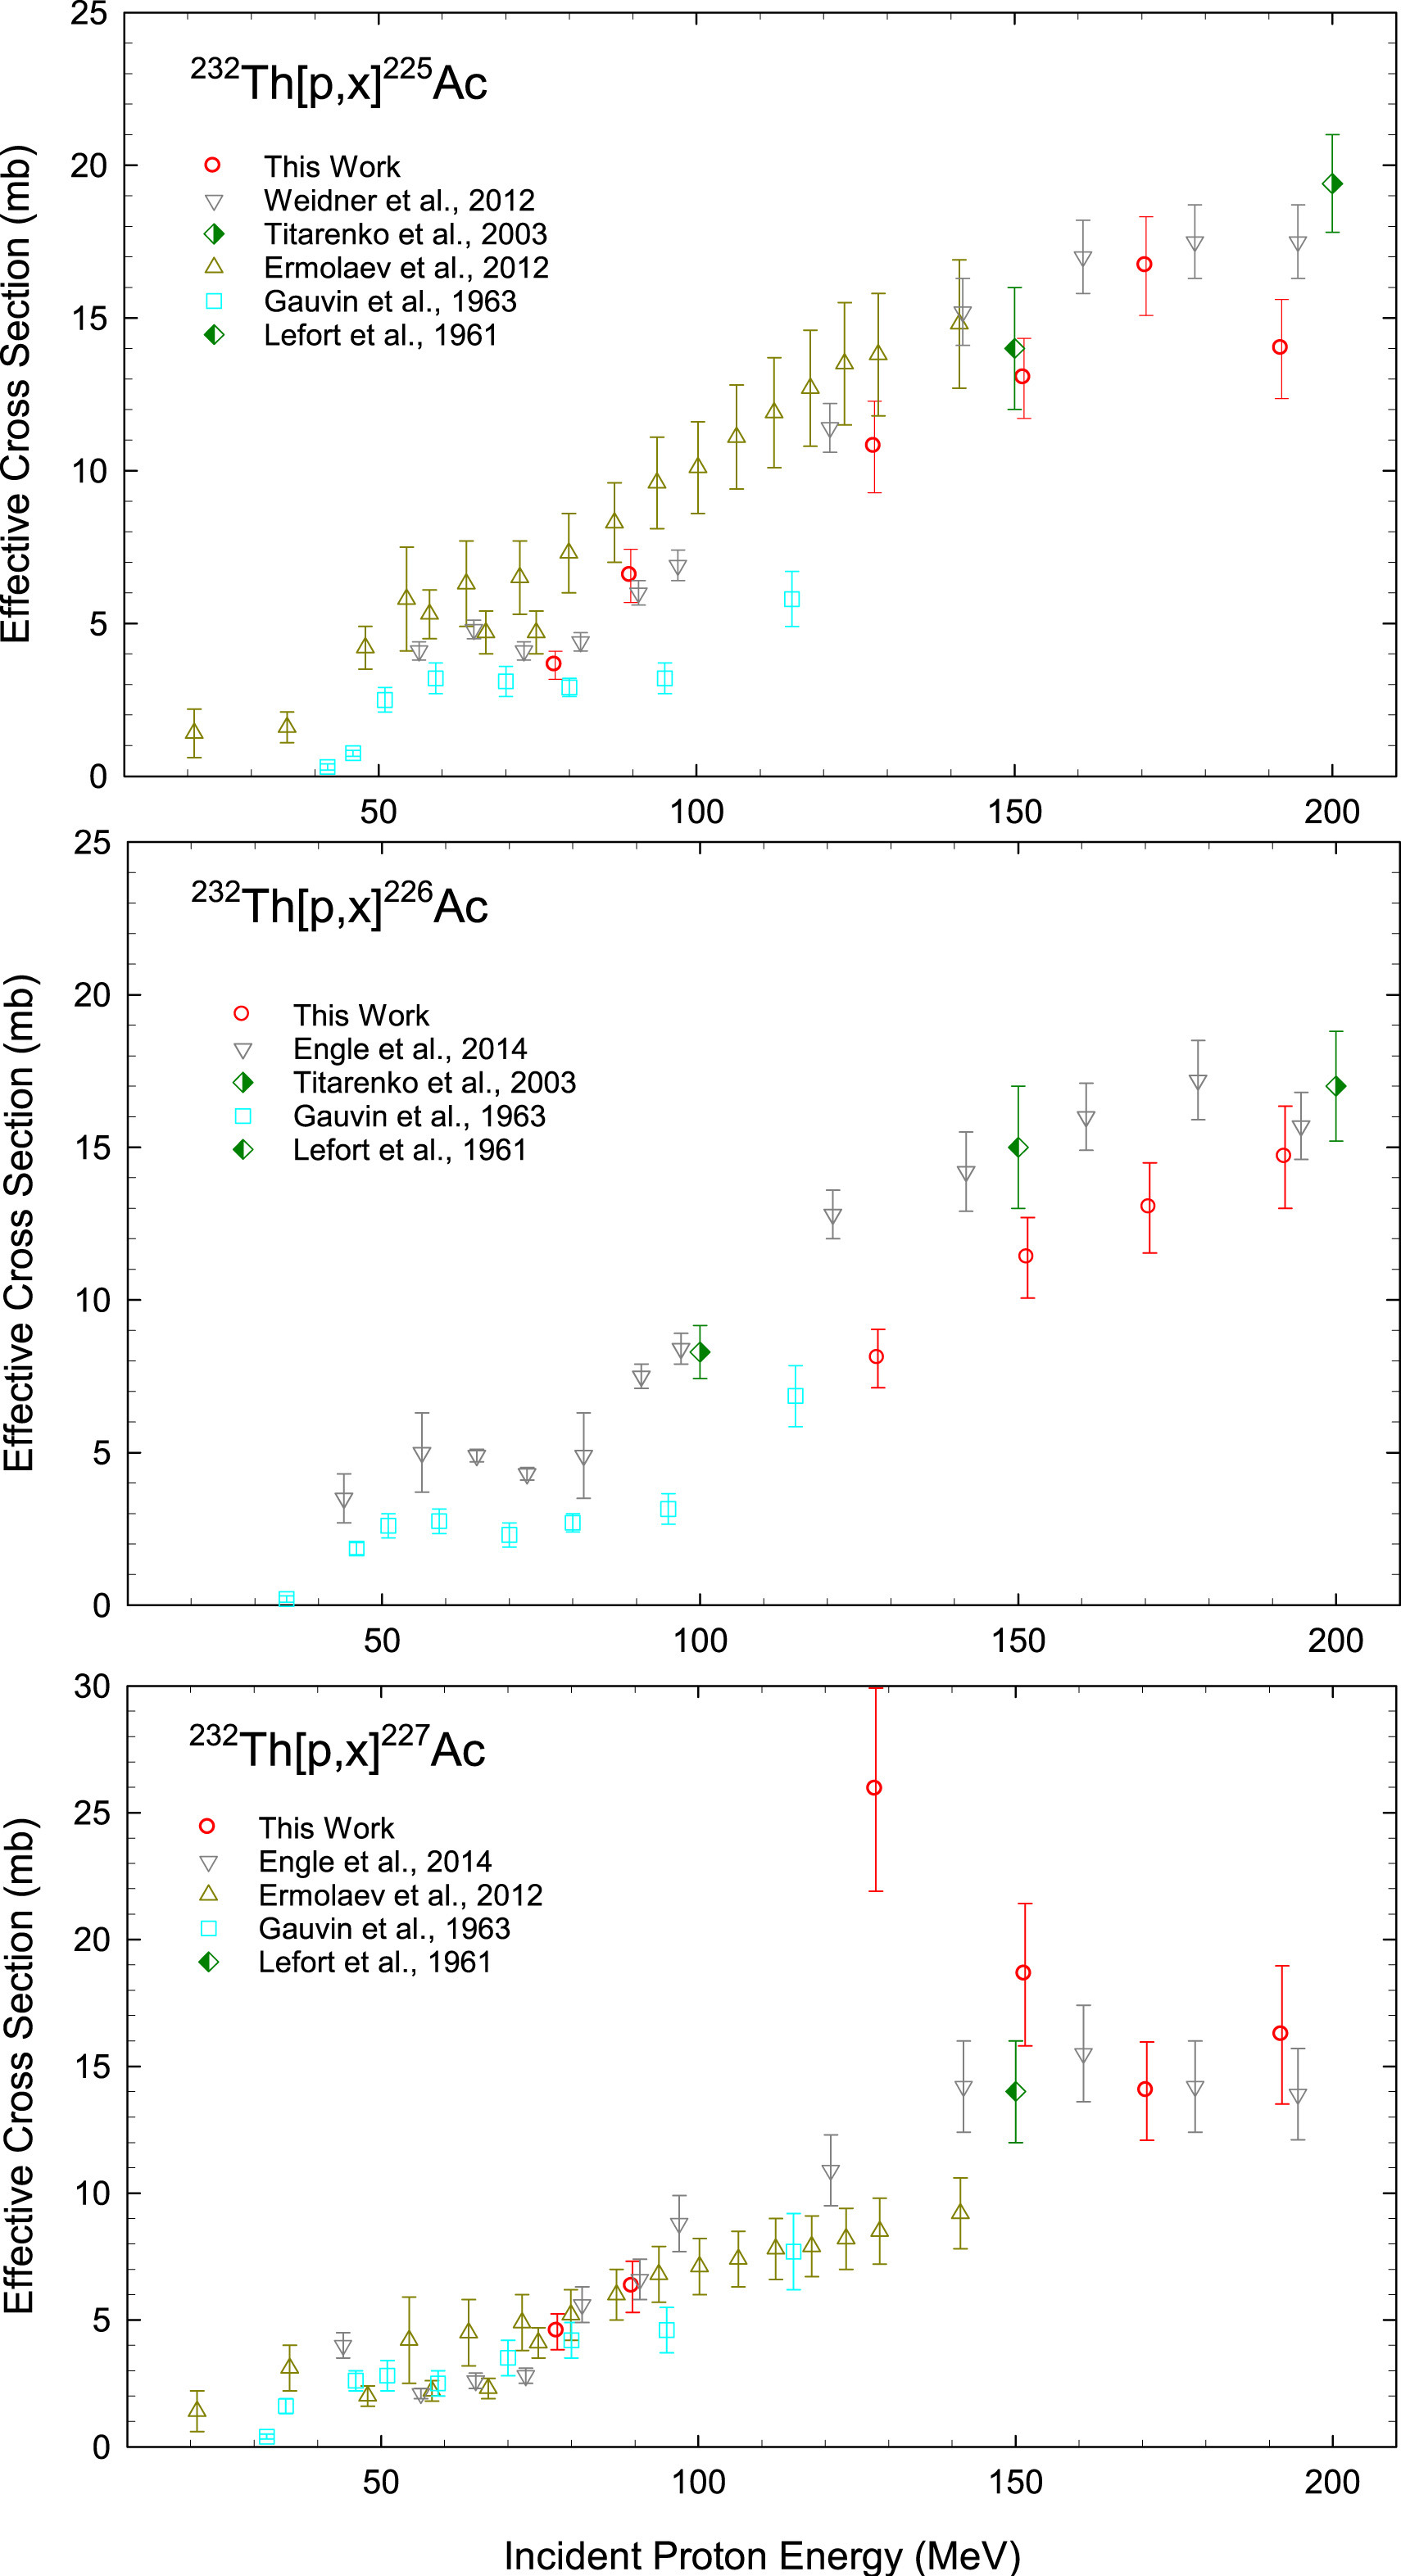 25
20
15
10
5
0
Effective Cross Section (mb)
232Th[p,x]225Ac
This Work
Weidner et al., 2012
Titarenko et al., 2003
Ermolaev et al., 2012
Gauvin et al., 1963
Lefort et al., 1961
50 100 150 200
25
20
15
10
5
0
Effective Cross Section (mb)
232Th[p,x]226Ac
This Work
Engle et al., 2014
Titarenko et al., 2003
Gauvin et al., 1963
Lefort et al., 1961
50 100 150 200
30
25
20
15
10
5
0
Effective Cross Section (mb)
232Th[p,x]227Ac
This Work
Engle et al., 2014
Ermolaev et al., 2012
Gauvin et al., 1963
Lefort et al., 1961
50 100 150 200
Incident Proton Energy (MeV)